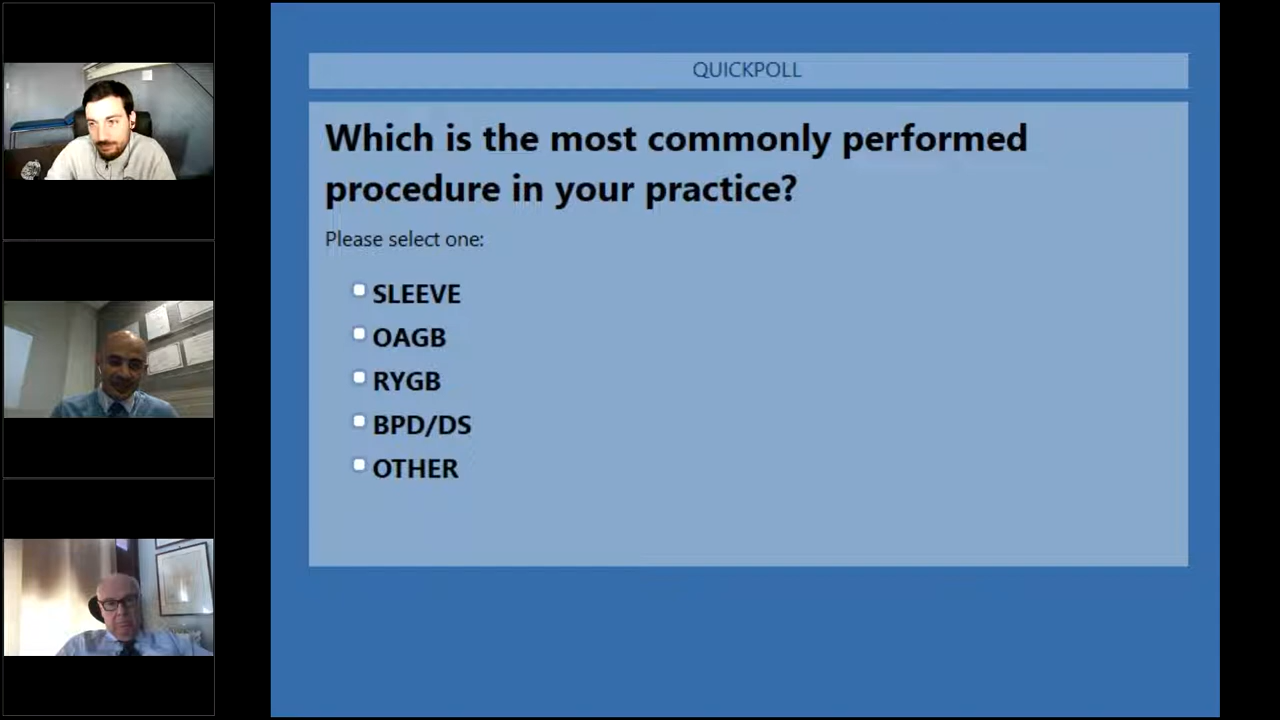 QUICKPOLL
Which is the most commonly performed
procedure in your practice?
Please select one:
SLEEVE
OAGB
RYGB
BPD/DS
OTHER